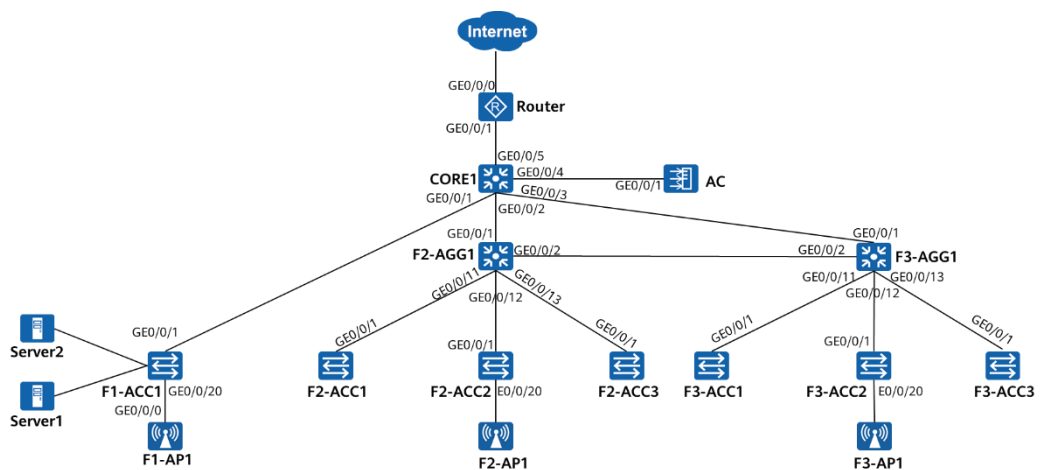 Internet
GE0/0/0
R
Router
GE0/0/1
GE0/0/5
GE0/0/4
CORE1
GE0/0/1
AC
GE0/0/1
GE0/0/3
GE0/0/2
GE0/0/1
GE0/0/1
F2-AGG1
GE0/0/2
GE0/0/2
F3-AGG1
GE0/0/11
GE0/0/12
GE0/0/13
GE0/0/11
GE0/0/12
GE0/0/13
GE0/0/1
GE0/0/1
GE0/0/1
GE0/0/1
GE0/0/1
GE0/0/1
GE0/0/1
Server2
F1-ACC1
GE0/0/20
F2-ACC1
F2-ACC2
E0/0/20
F2-ACC3
F3-ACC1
F3-ACC2
E0/0/20
F3-ACC3
GE0/0/0
Server1
F1-AP1
F2-AP1
F3-AP1